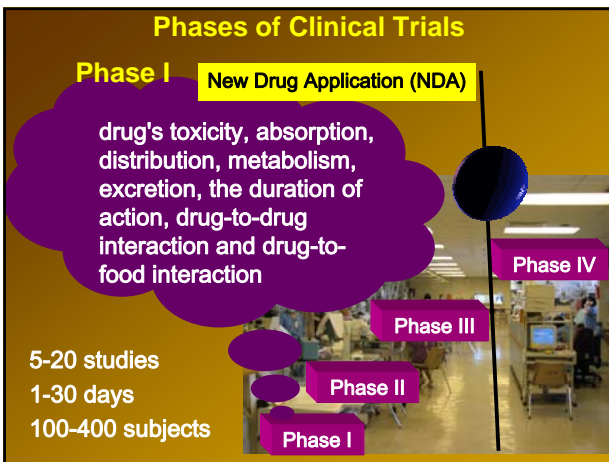 Phases of Clinical Trials
Phase I
New Drug Application (NDA)
drug's toxicity, absorption,
distribution, metabolism,
excretion, the duration of
action, drug-to-drug
interaction and drug-to-
food interaction
Phase IV
Phase III
5-20 studies
1-30 days
Phase II
100-400 subjects
Phase I